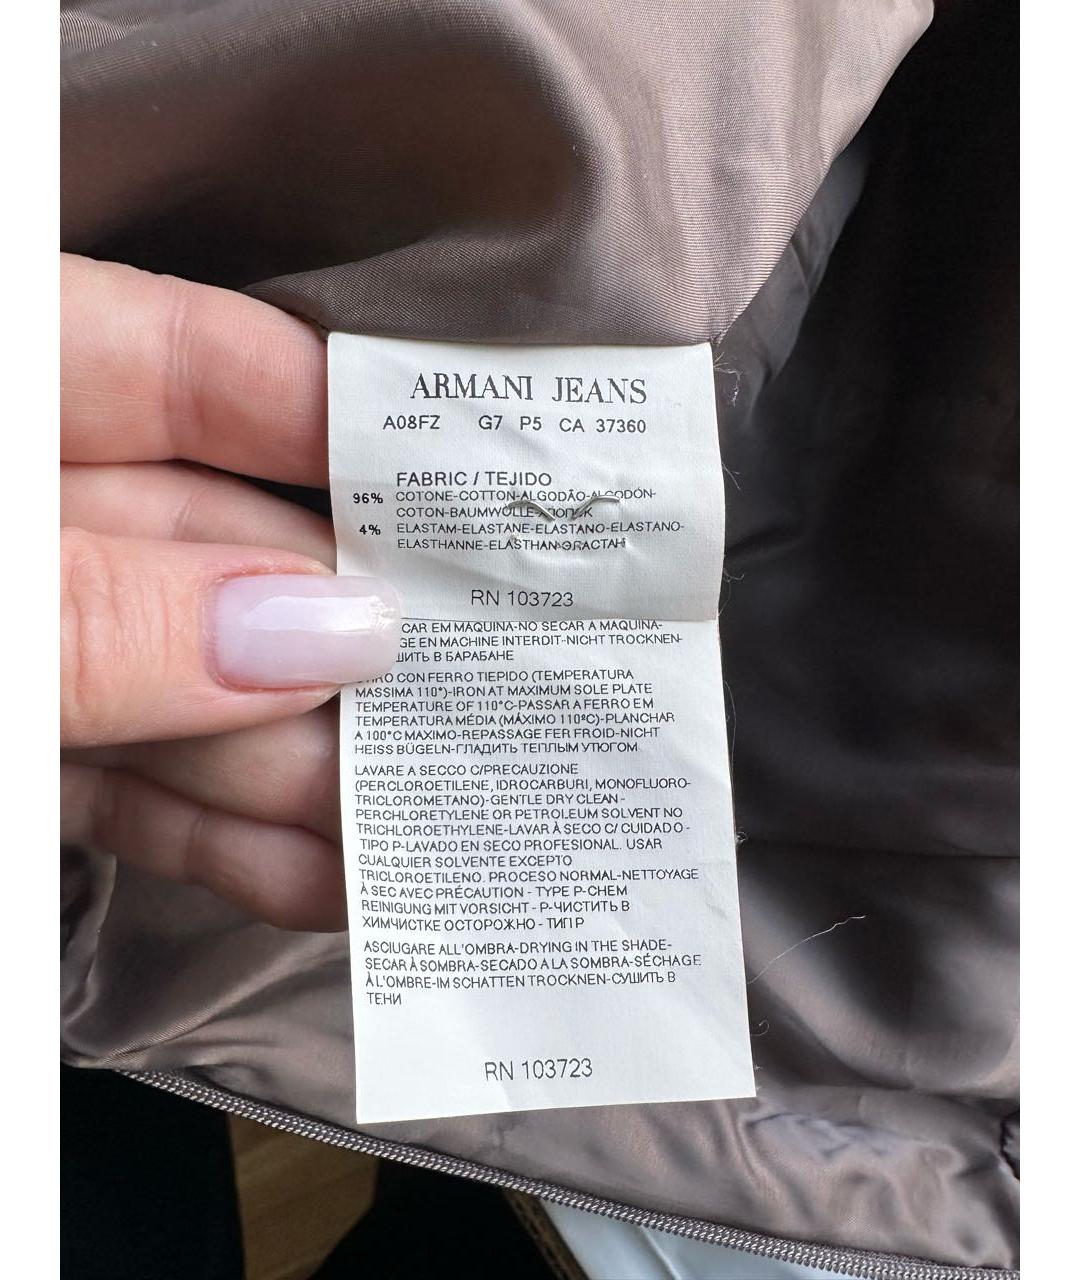 ARMANI JEANS
A08FZ G7 P5 CA 37360
FABRIC / TEJIDO
96% COTONE-COTTON-ALGODÃO-ALGODÓN-
COTON-BAUMWOLLE-ХЛОПОК
4% ELASTAM-ELASTANE-ELASTANO-ELASTANO-
ELASTHANNE-ELASTHAN-ЭЛАСТАН
RN 103723
CAR EM MAQUINA-NO SECAR A MAQUINA-
GE EN MACHINE INTERDIT-NICHT TROCKNEN-
ШИТЬ В БАРАБАНЕ
CON FERRO TIEPIDO (TEMPERATURA
MASSIMA 110°)-IRON AT MAXIMUM SOLE PLATE
TEMPERATURE OF 110°C-PASSAR A FERRO EM
TEMPERATURA MÉDIA (MÁXIMO 110ºC)-PLANCHAR
A 100°C MAXIMO-REPASSAGE FER FROID-NICHT
HEISS BÜGELN-ГЛАДИТЬ ТЕПЛЫМ УТЮГОМ
LAVARE A SECCO C/PRECAUZIONE
(PERCLOROETILENE, IDROCARBURI, MONOFLUORO-
TRICLOROMETANO)-GENTLE DRY CLEAN -
PERCHLORETYLENE OR PETROLEUM SOLVENT NO
TRICHLOROETHYLENE-LAVAR À SECO C/ CUIDADO -
TIPO P-LAVADO EN SECO PROFESIONAL. USAR
CUALQUIER SOLVENTE EXCEPTO
TRICLOROETILENO. PROCESO NORMAL-NETTOYAGE
À SEC AVEC PRÉCAUTION - TYPE P-CHEM
REINIGUNG MIT VORSICHT - P-ЧИСТИТЬ В
ХИМЧИСТКЕ ОСТОРОЖНО - ТИП P
ASCIUGARE ALL'OMBRA-DRYING IN THE SHADE-
SECAR À SOMBRA-SECADO A LA SOMBRA-SÉCHAGE
À L'OMBRE-IM SCHATTEN TROCKNEN-СУШИТЬ В
ТЕНИ
RN 103723